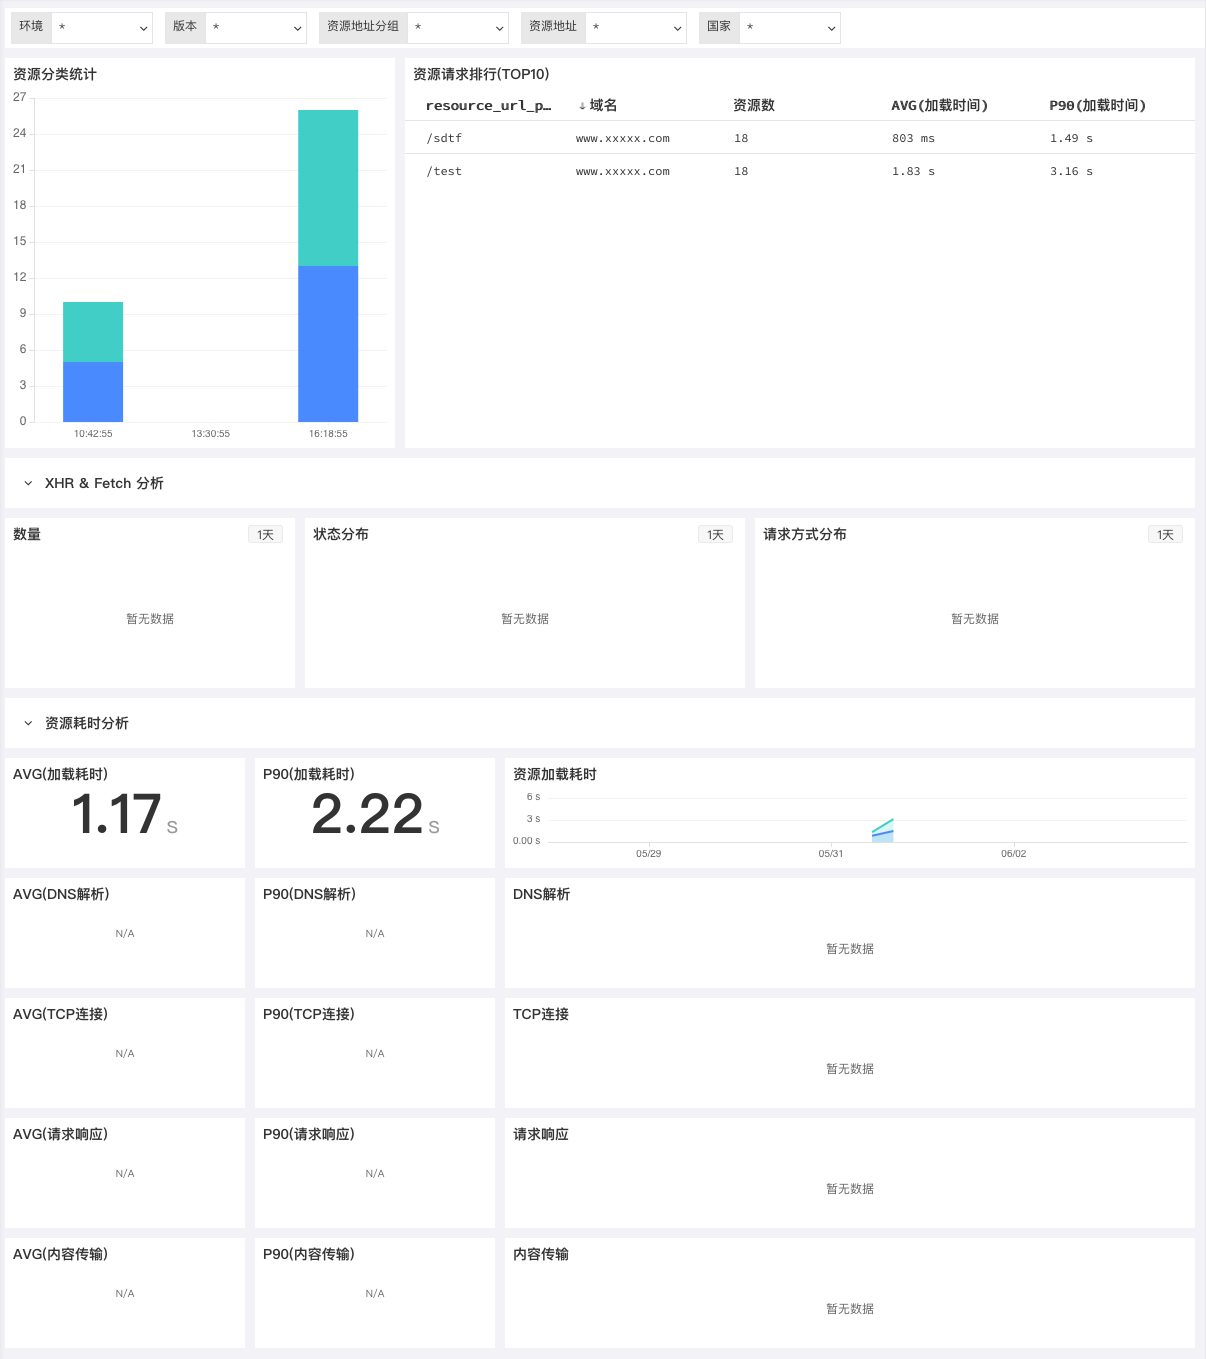 环境 * 版本 * 资源地址分组 * 资源地址 * 国家 *
资源分类统计
27
24
21
18
15
12
9
6
3
0
10:42:55 13:30:55 16:18:55
资源请求排行(TOP10)
resource_url_p… ↓域名 资源数 AVG(加载时间) P90(加载时间)
/sdtf www.xxxxx.com 18 803 ms 1.49 s
/test www.xxxxx.com 18 1.83 s 3.16 s
XHR & Fetch 分析
数量 1天
暂无数据
状态分布 1天
暂无数据
请求方式分布 1天
暂无数据
资源耗时分析
AVG(加载耗时)
1.17 s
P90(加载耗时)
2.22 s
资源加载耗时
6 s
3 s
0.00 s
05/29 05/31 06/02
AVG(DNS解析)
N/A
P90(DNS解析)
N/A
DNS解析
暂无数据
AVG(TCP连接)
N/A
P90(TCP连接)
N/A
TCP连接
暂无数据
AVG(请求响应)
N/A
P90(请求响应)
N/A
请求响应
暂无数据
AVG(内容传输)
N/A
P90(内容传输)
N/A
内容传输
暂无数据